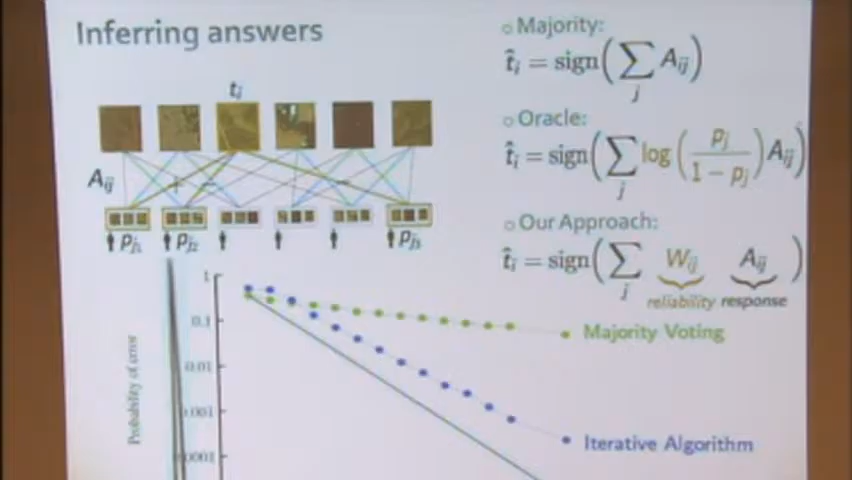 Inferring answers
t_i
A_ij
p_j1 p_j2 p_j3
○ Majority:
t̂_i = sign(∑_j A_ij)
○ Oracle:
t̂_i = sign(∑_j log(p_j / (1 − p_j)) A_ij)
○ Our Approach:
t̂_i = sign(∑_j W_ij A_ij)
reliability response
Probability of error
1
0.1
0.01
0.001
0.0001
Majority Voting
Iterative Algorithm